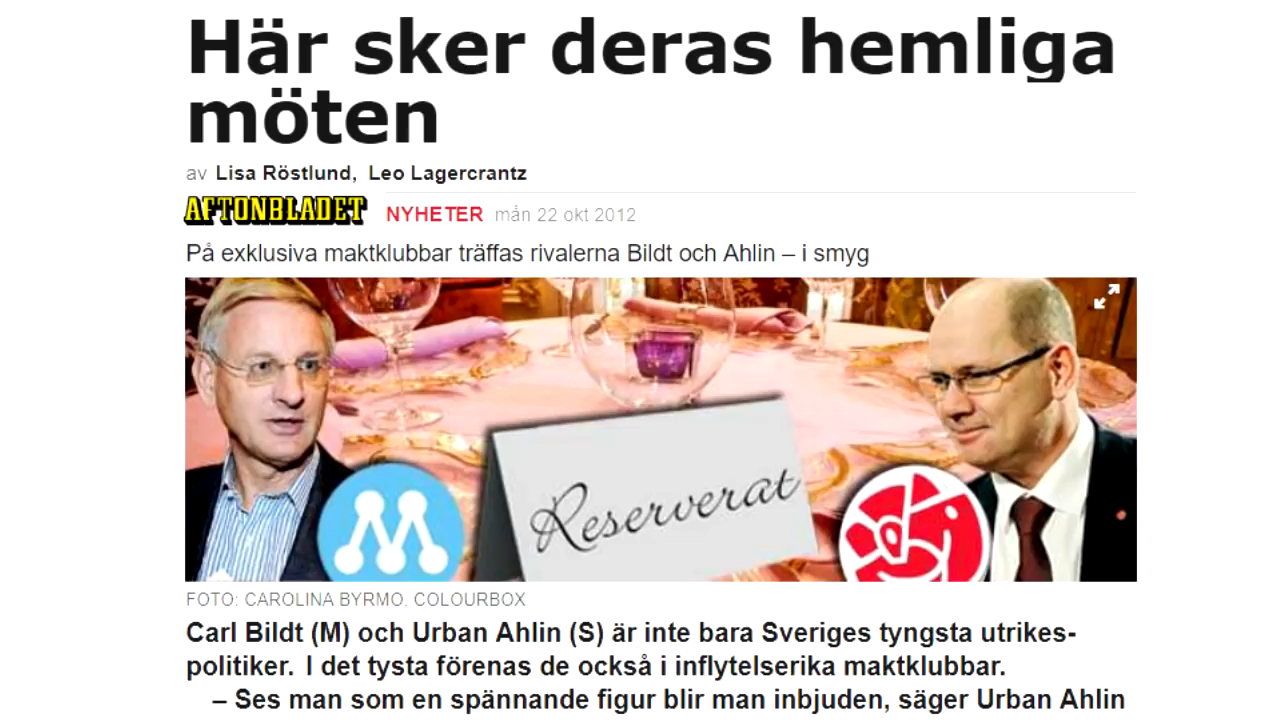 Här sker deras hemliga
möten
av Lisa Röstlund, Leo Lagercrantz
AFTONBLADET NYHETER mån 22 okt 2012
På exklusiva maktklubbar träffas rivalerna Bildt och Ahlin – i smyg
Reserverat
FOTO: CAROLINA BYRMO, COLOURBOX
Carl Bildt (M) och Urban Ahlin (S) är inte bara Sveriges tyngsta utrikes-
politiker. I det tysta förenas de också i inflytelserika maktklubbar.
– Ses man som en spännande figur blir man inbjuden, säger Urban Ahlin